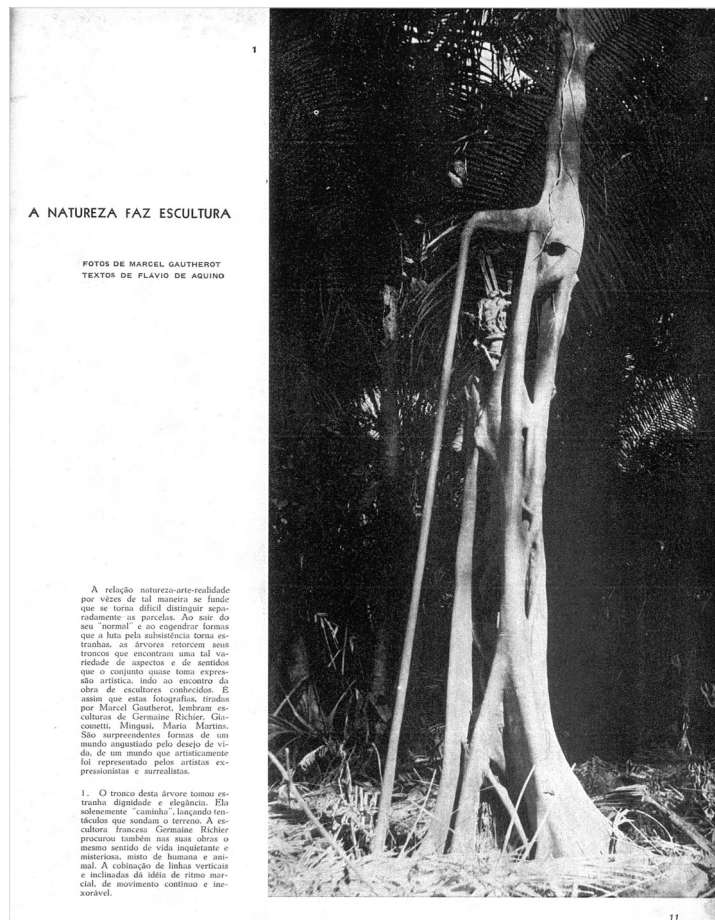 1
A NATUREZA FAZ ESCULTURA
FOTOS DE MARCEL GAUTHEROT
TEXTOS DE FLÁVIO DE AQUINO
A relação natureza-arte-realidade
por vêzes de tal maneira se funde
que se torna difícil distinguir sepa-
radamente as parcelas. Ao sair do
seu "normal" e ao engendrar formas
que a luta pela subsistência torna es-
tranhas, as árvores retorcem seus
troncos que encontram uma tal va-
riedade de aspectos e de sentidos
que o conjunto quase toma expres-
são artística, indo ao encontro da
obra de escultores conhecidos. É
assim que estas fotografias, tiradas
por Marcel Gautherot, lembram es-
culturas de Germaine Richier, Gia-
cometti, Mingusi, Maria Martins.
São surpreendentes formas de um
mundo angustiado pelo desejo de vi-
da, de um mundo que artisticamente
foi representado pelos artistas ex-
pressionistas e surrealistas.
1. O tronco desta árvore tomou es-
tranha dignidade e elegância. Ela
solenemente "caminha", lançando ten-
táculos que sondam o terreno. A es-
cultora francesa Germaine Richier
procurou também nas suas obras o
mesmo sentido de vida inquietante e
misteriosa, misto de humana e ani-
mal. A cobinação de linhas verticais
e inclinadas dá idéia de ritmo mar-
cial, de movimento contínuo e ine-
xorável.
11